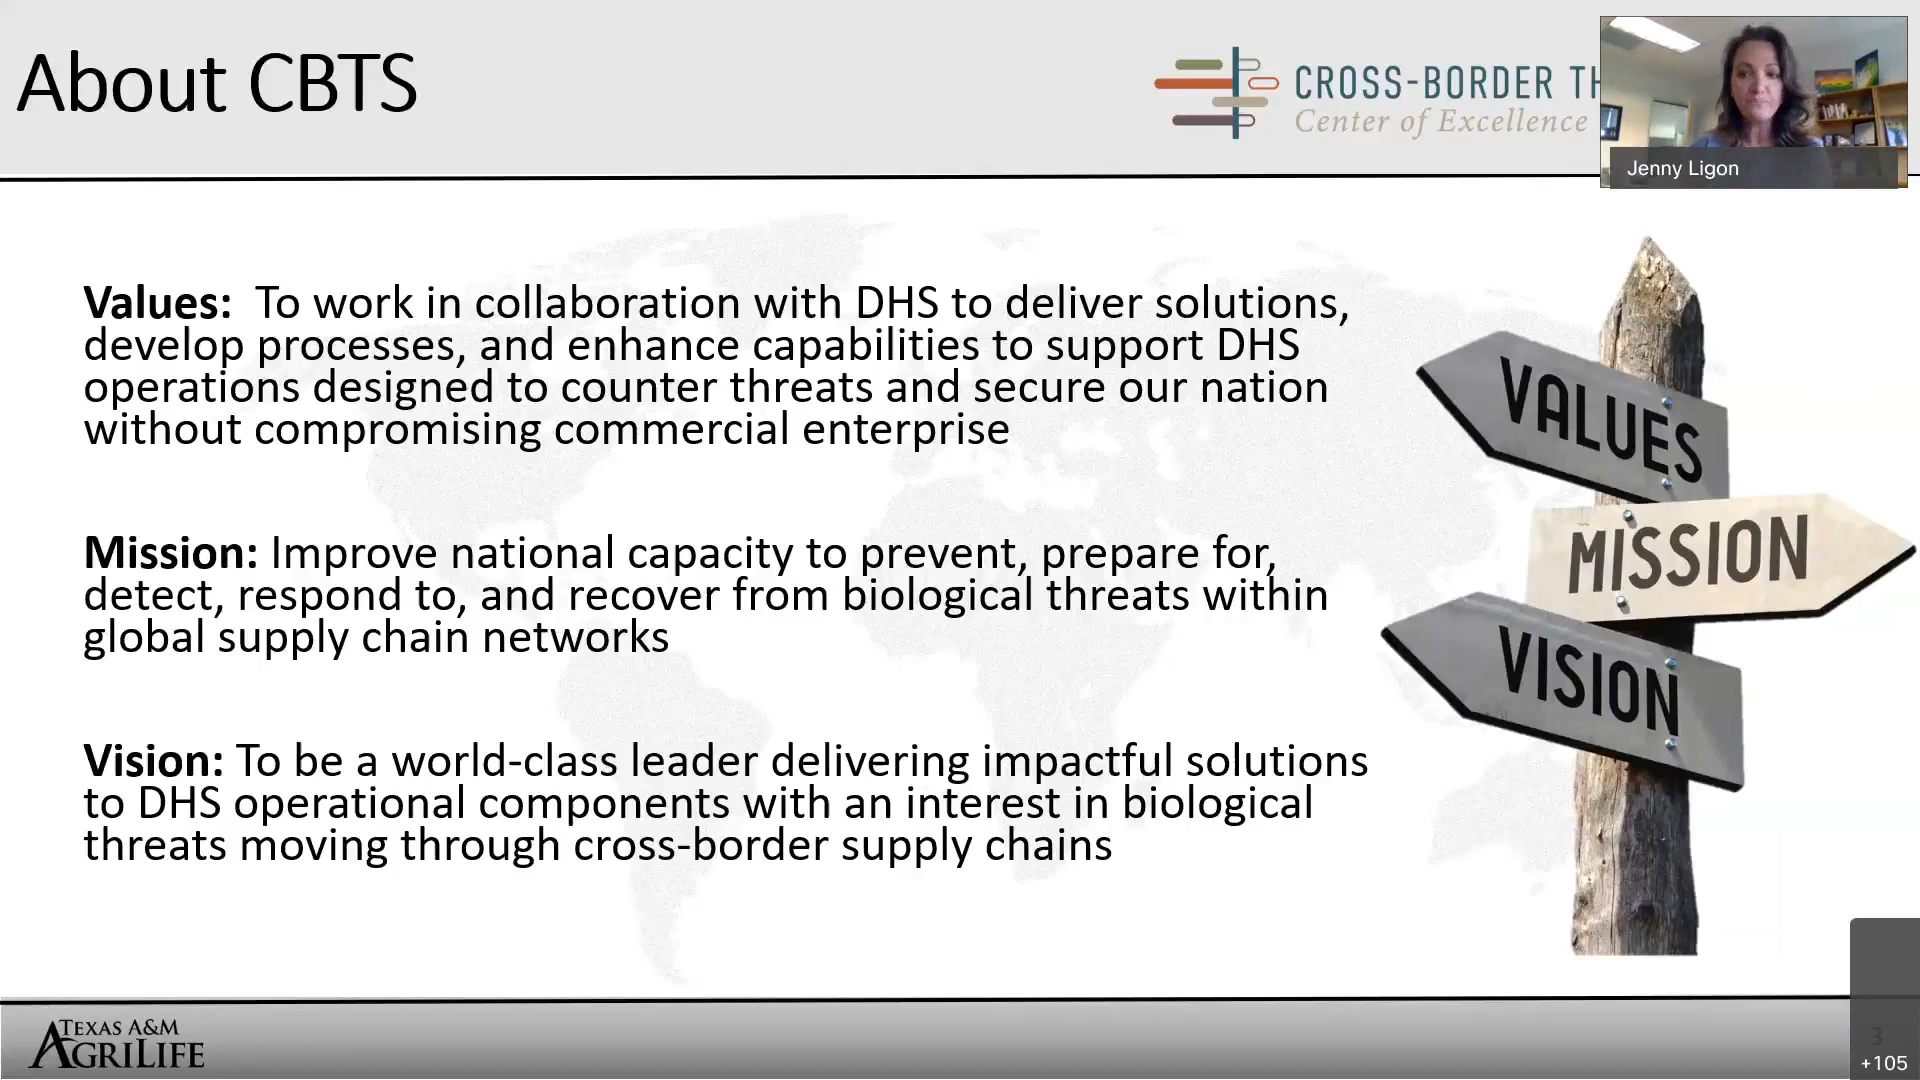 About CBTS
CROSS-BORDER
Center of Excellence
Jenny Ligon
Values: To work in collaboration with DHS to deliver solutions,
develop processes, and enhance capabilities to support DHS
operations designed to counter threats and secure our nation
without compromising commercial enterprise
Mission: Improve national capacity to prevent, prepare for,
detect, respond to, and recover from biological threats within
global supply chain networks
Vision: To be a world-class leader delivering impactful solutions
to DHS operational components with an interest in biological
threats moving through cross-border supply chains
VALUES
MISSION
VISION
TEXAS A&M
AGRILIFE
3
+105